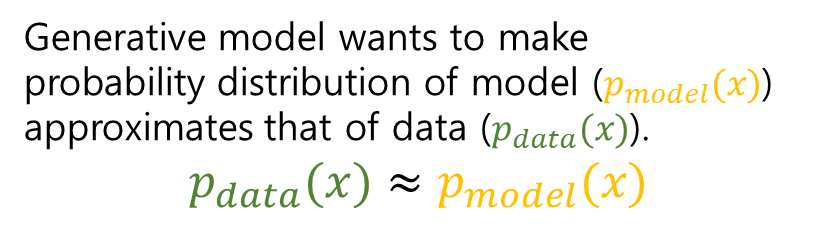 Generative model wants to make
probability distribution of model (p_model(x))
approximates that of data (p_data(x)).
p_data(x) ≈ p_model(x)